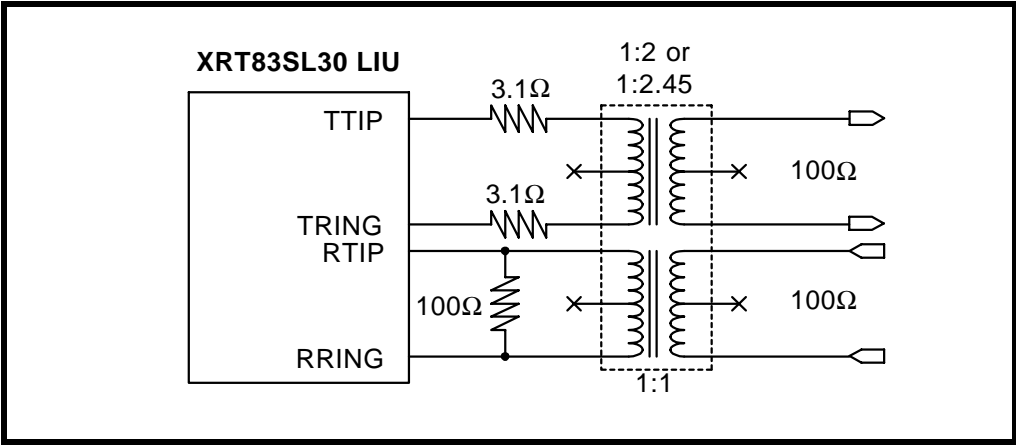 XRT83SL30 LIU
1:2 or
1:2.45
3.1Ω
TTIP
100Ω
3.1Ω
TRING
RTIP
100Ω
100Ω
RRING
1:1